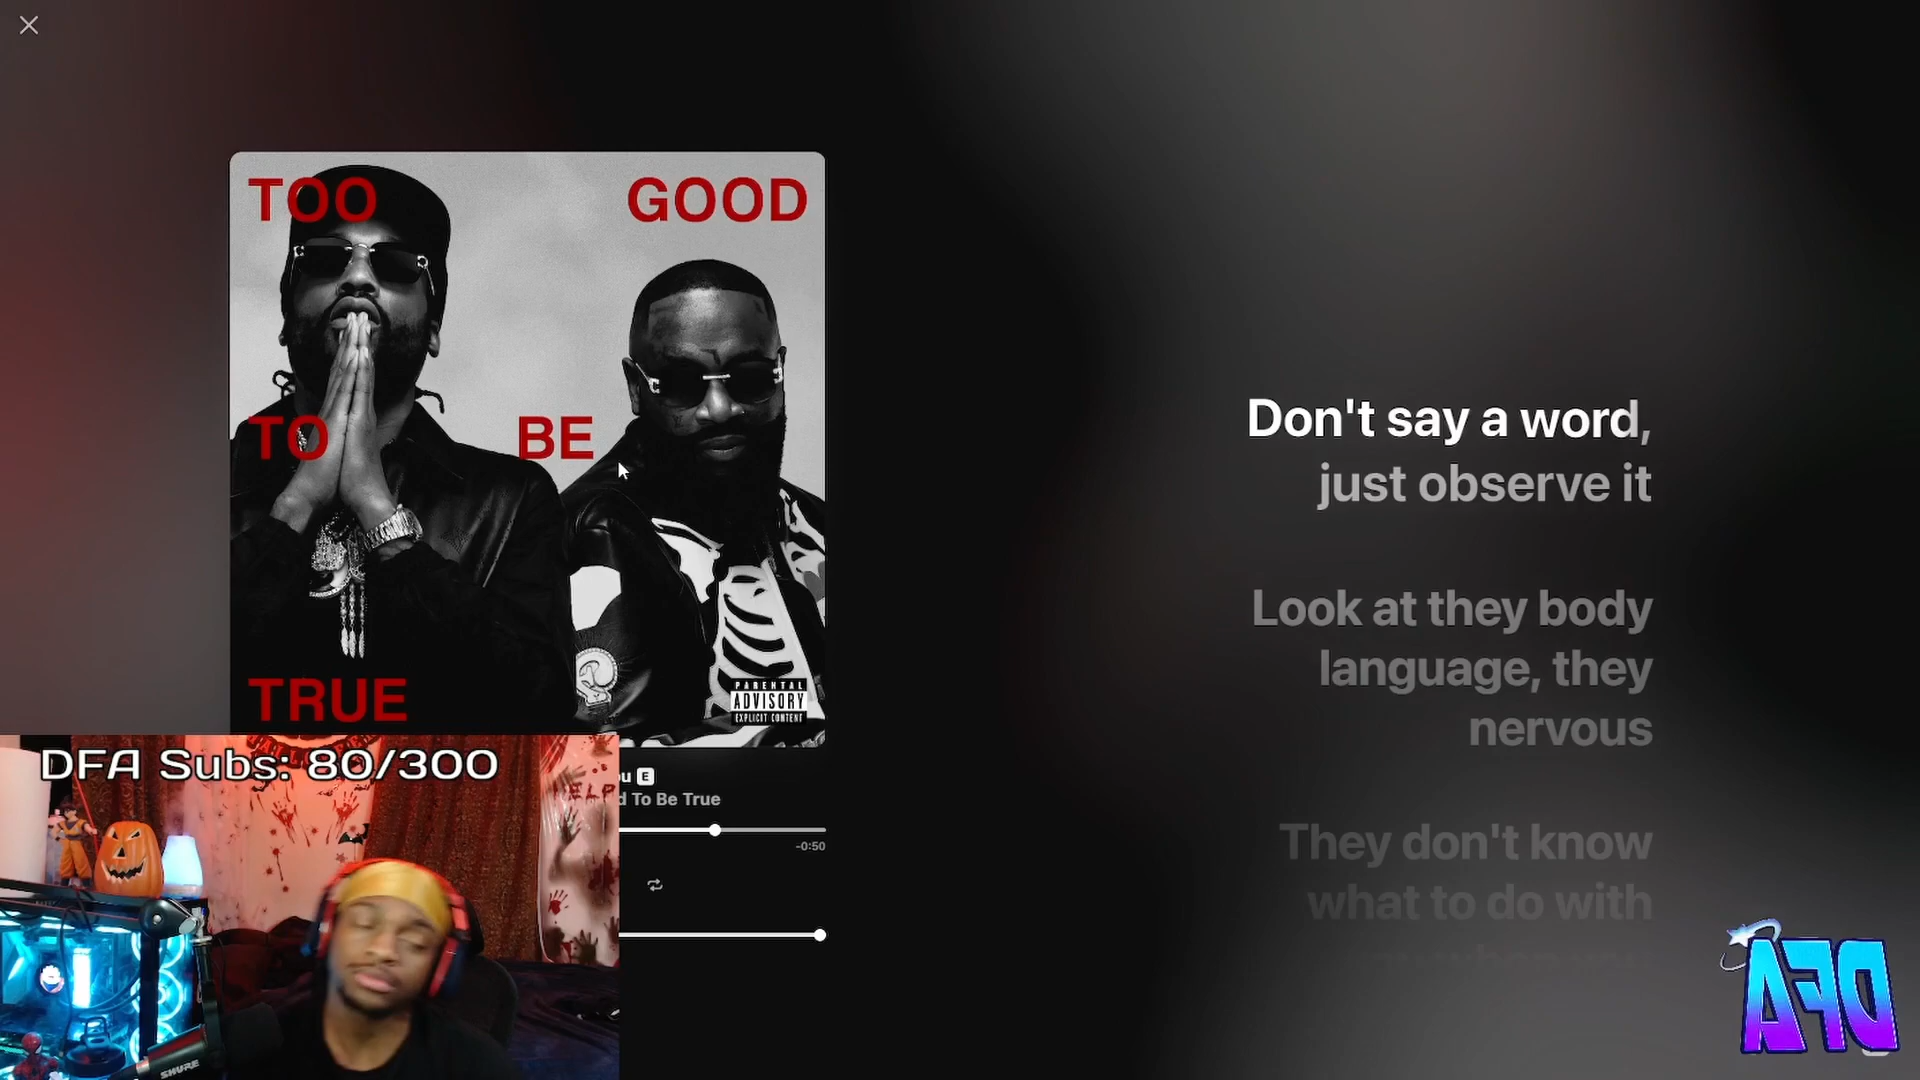 TOO GOOD
TO BE
TRUE
PARENTAL
ADVISORY
EXPLICIT CONTENT
DFA Subs: 80/300
HELP
SHURE
u E
d To Be True
-0:50
Don't say a word,
just observe it
Look at they body
language, they
nervous
They don't know
what to do with
DFA